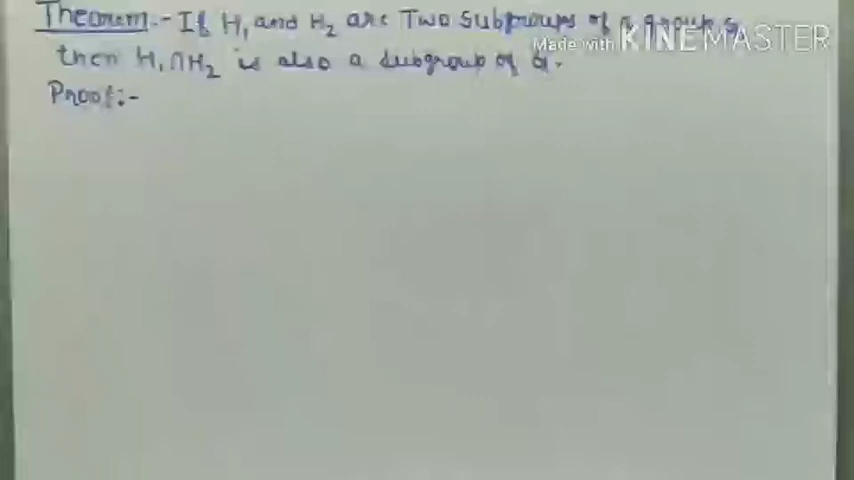 Theorem:- If H₁ and H₂ are Two subgroups of a group G,
Made with KINEMASTER
then H₁∩H₂ is also a subgroup of G.
Proof:-